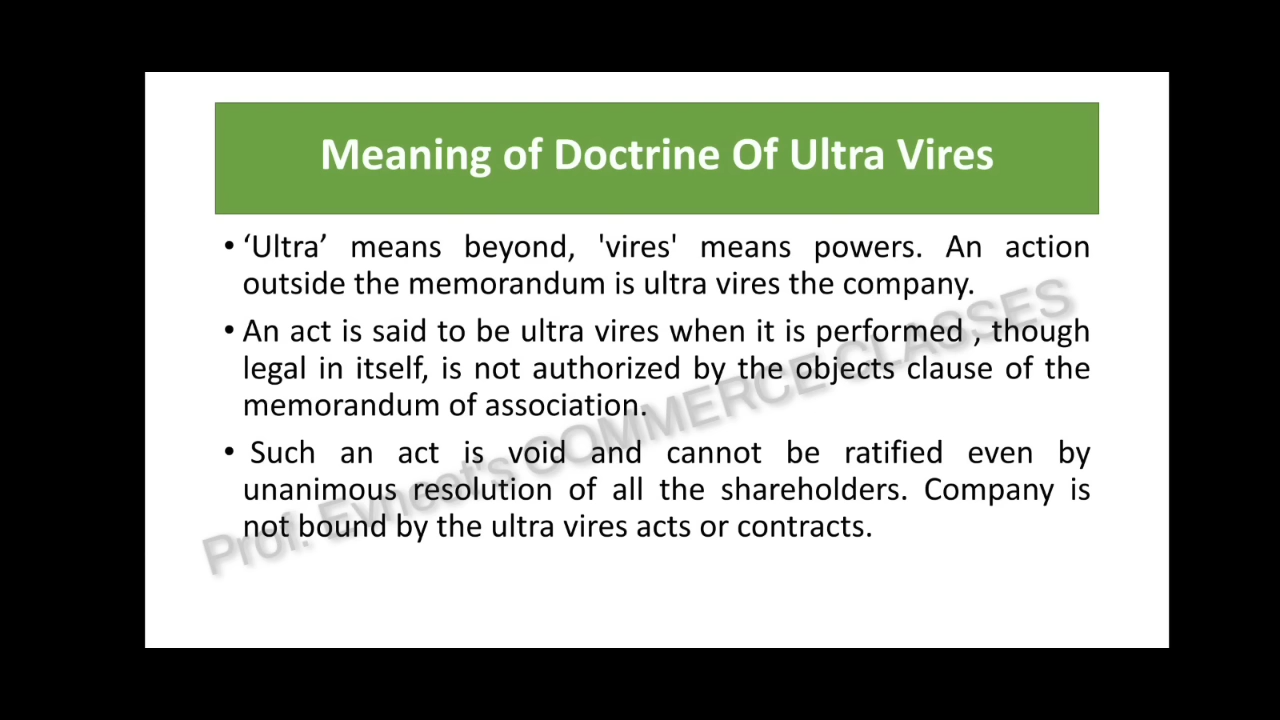 Meaning of Doctrine Of Ultra Vires
• ‘Ultra’ means beyond, 'vires' means powers. An action
outside the memorandum is ultra vires the company.
• An act is said to be ultra vires when it is performed , though
legal in itself, is not authorized by the objects clause of the
memorandum of association.
• Such an act is void and cannot be ratified even by
unanimous resolution of all the shareholders. Company is
not bound by the ultra vires acts or contracts.
Prof. Evneet's COMMERCE CLASSES